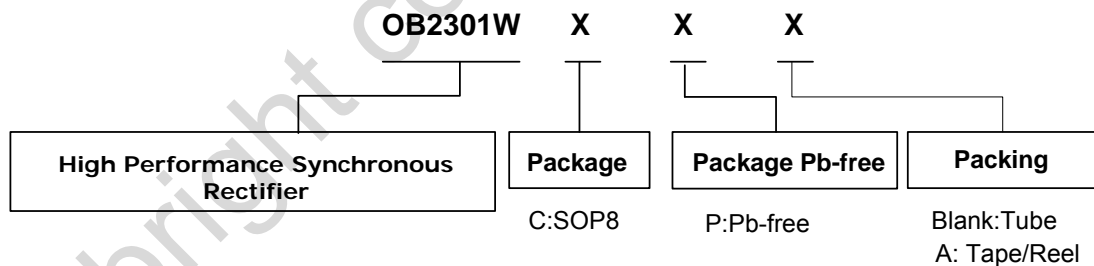 OB2301W X X X
High Performance Synchronous
Rectifier
Package
Package Pb-free
Packing
C:SOP8
P:Pb-free
Blank:Tube
A: Tape/Reel